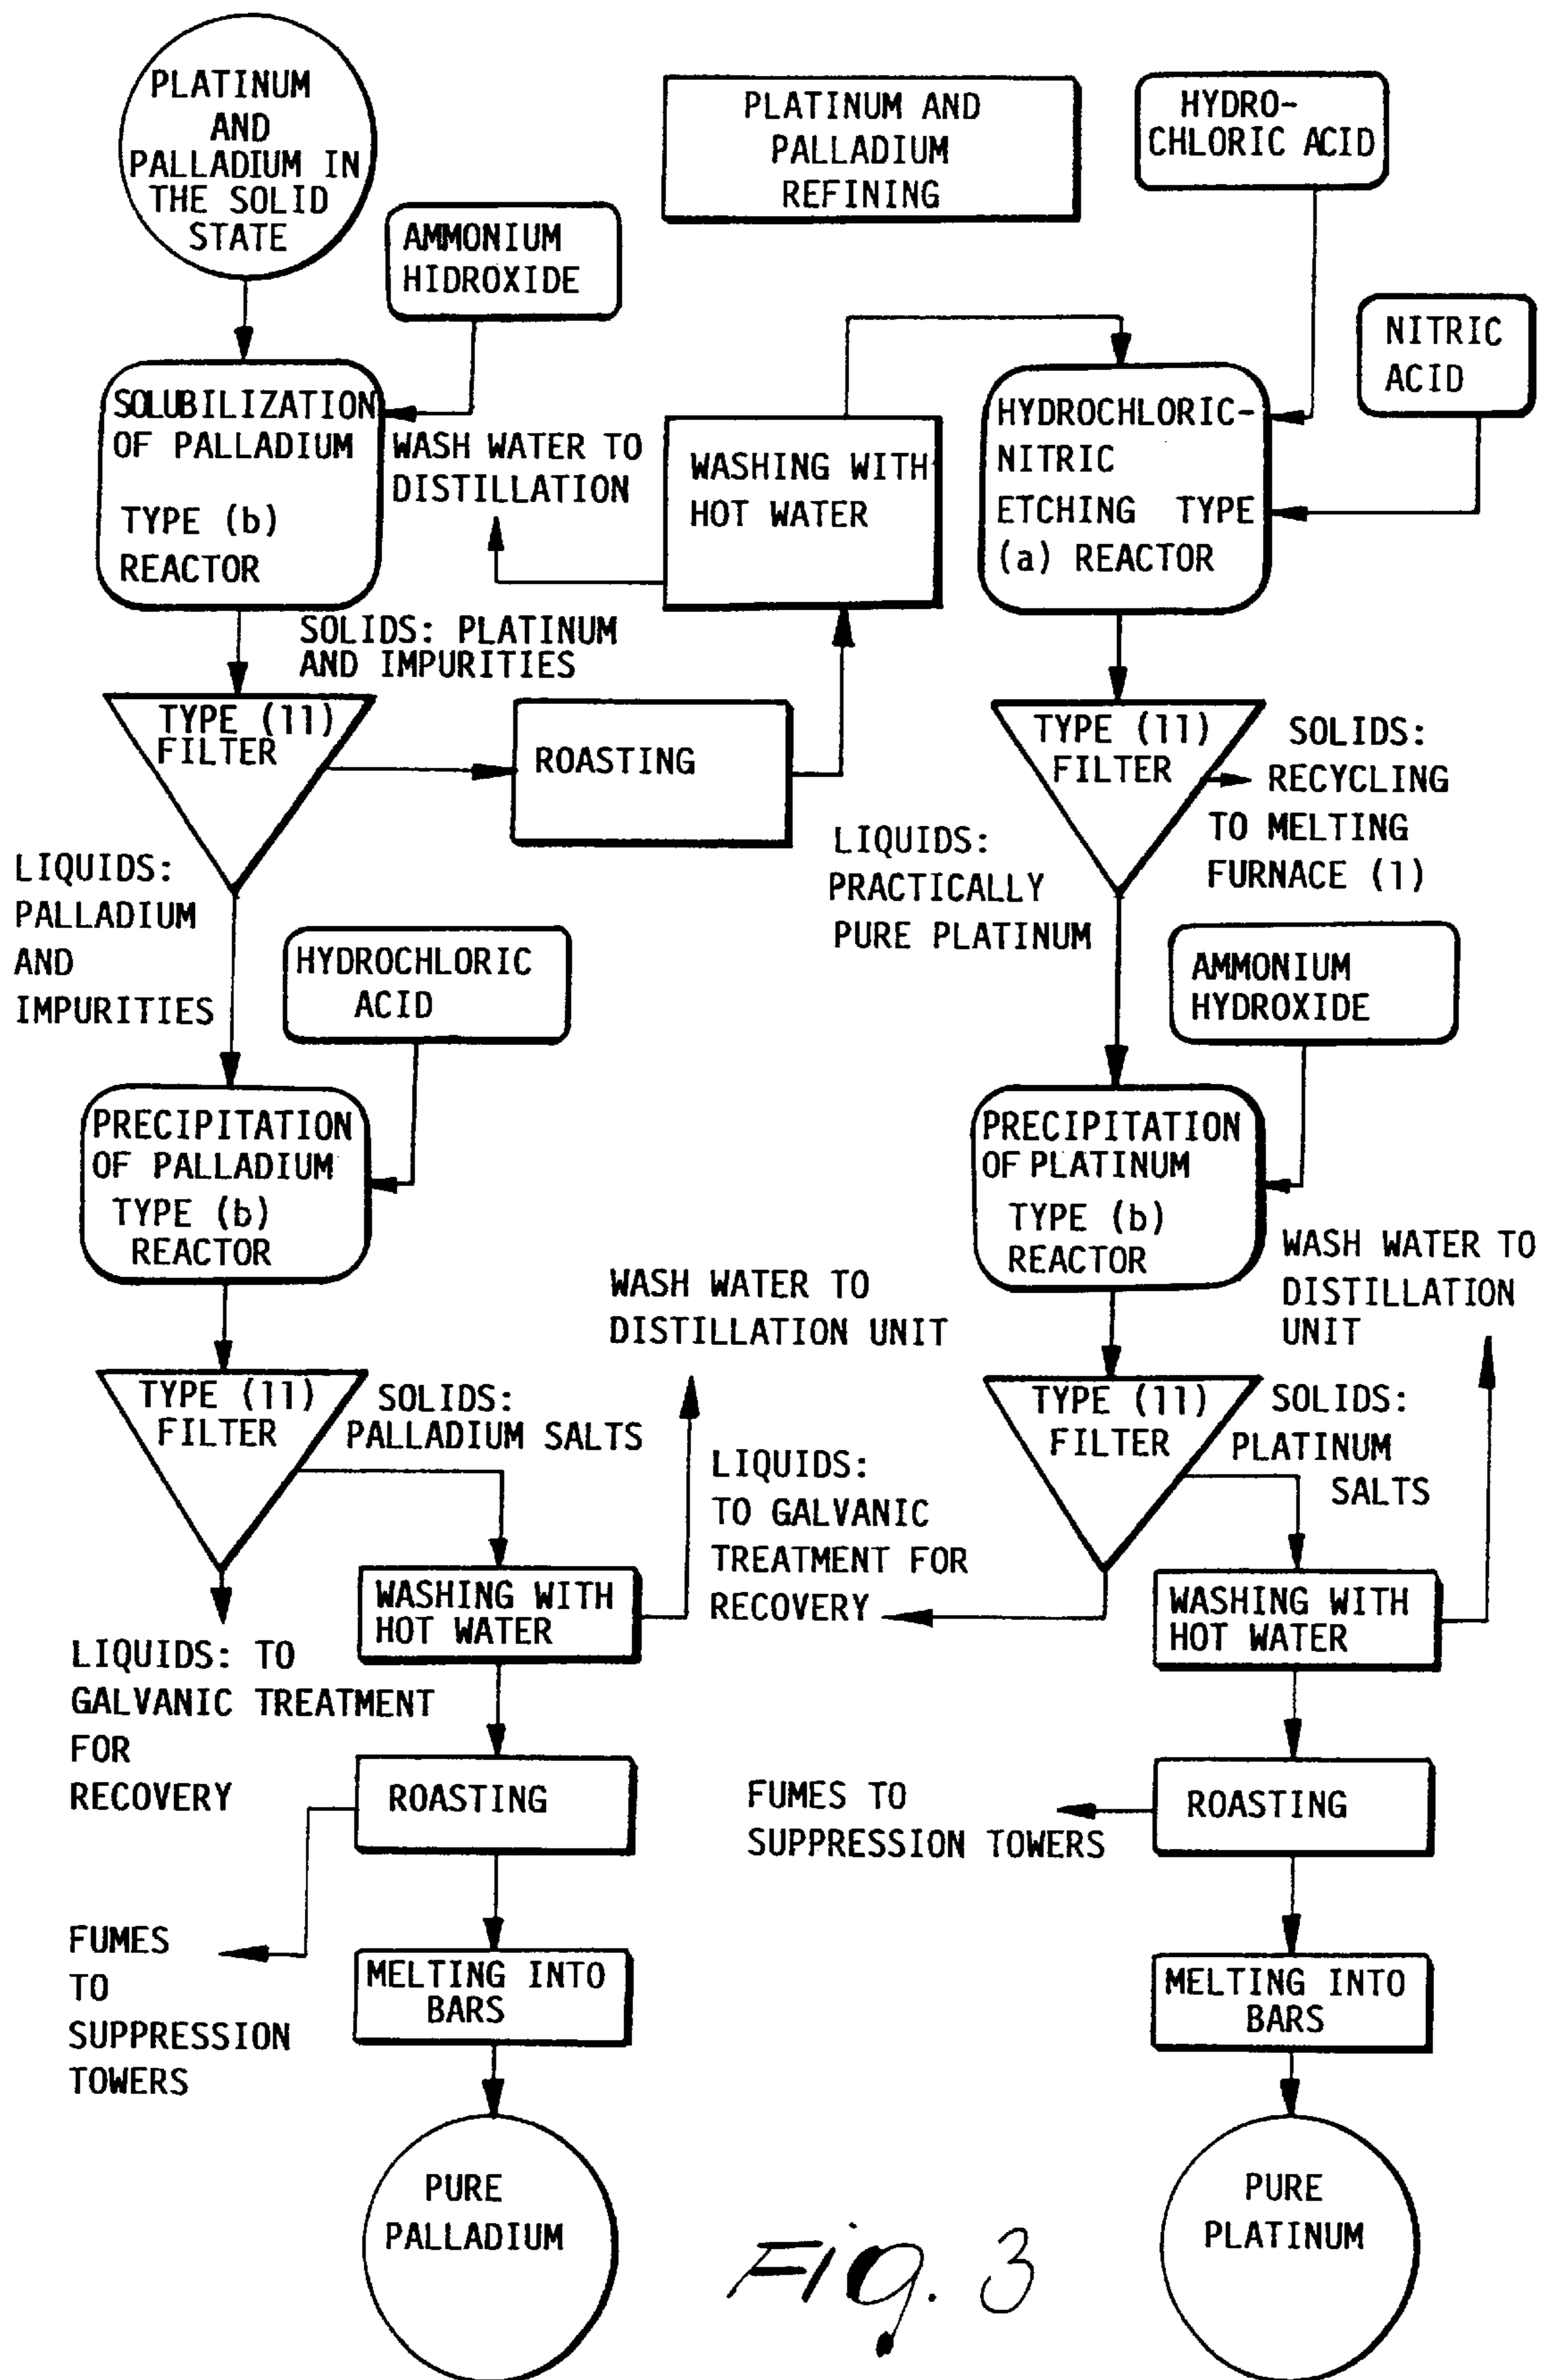 PLATINUM
AND
PALLADIUM IN
THE SOLID
STATE
PLATINUM AND
PALLADIUM
REFINING
HYDRO-
CHLORIC ACID
AMMONIUM
HIDROXIDE
NITRIC
ACID
SOLUBILIZATION
OF PALLADIUM
TYPE (b)
REACTOR
WASH WATER TO
DISTILLATION
WASHING WITH
HOT WATER
HYDROCHLORIC-
NITRIC
ETCHING TYPE
(a) REACTOR
SOLIDS: PLATINUM
AND IMPURITIES
TYPE (11)
FILTER
ROASTING
TYPE (11)
FILTER
SOLIDS:
RECYCLING
TO MELTING
FURNACE (1)
LIQUIDS:
PALLADIUM
AND
IMPURITIES
LIQUIDS:
PRACTICALLY
PURE PLATINUM
HYDROCHLORIC
ACID
AMMONIUM
HYDROXIDE
PRECIPITATION
OF PALLADIUM
TYPE (b)
REACTOR
PRECIPITATION
OF PLATINUM
TYPE (b)
REACTOR
WASH WATER TO
DISTILLATION UNIT
WASH WATER TO
DISTILLATION
UNIT
TYPE (11)
FILTER
SOLIDS:
PALLADIUM SALTS
LIQUIDS:
TO GALVANIC
TREATMENT FOR
RECOVERY
TYPE (11)
FILTER
SOLIDS:
PLATINUM
SALTS
WASHING WITH
HOT WATER
WASHING WITH
HOT WATER
LIQUIDS: TO
GALVANIC TREATMENT
FOR
RECOVERY
ROASTING
FUMES TO
SUPPRESSION TOWERS
ROASTING
FUMES
TO
SUPPRESSION
TOWERS
MELTING INTO
BARS
MELTING INTO
BARS
PURE
PALLADIUM
Fig. 3
PURE
PLATINUM